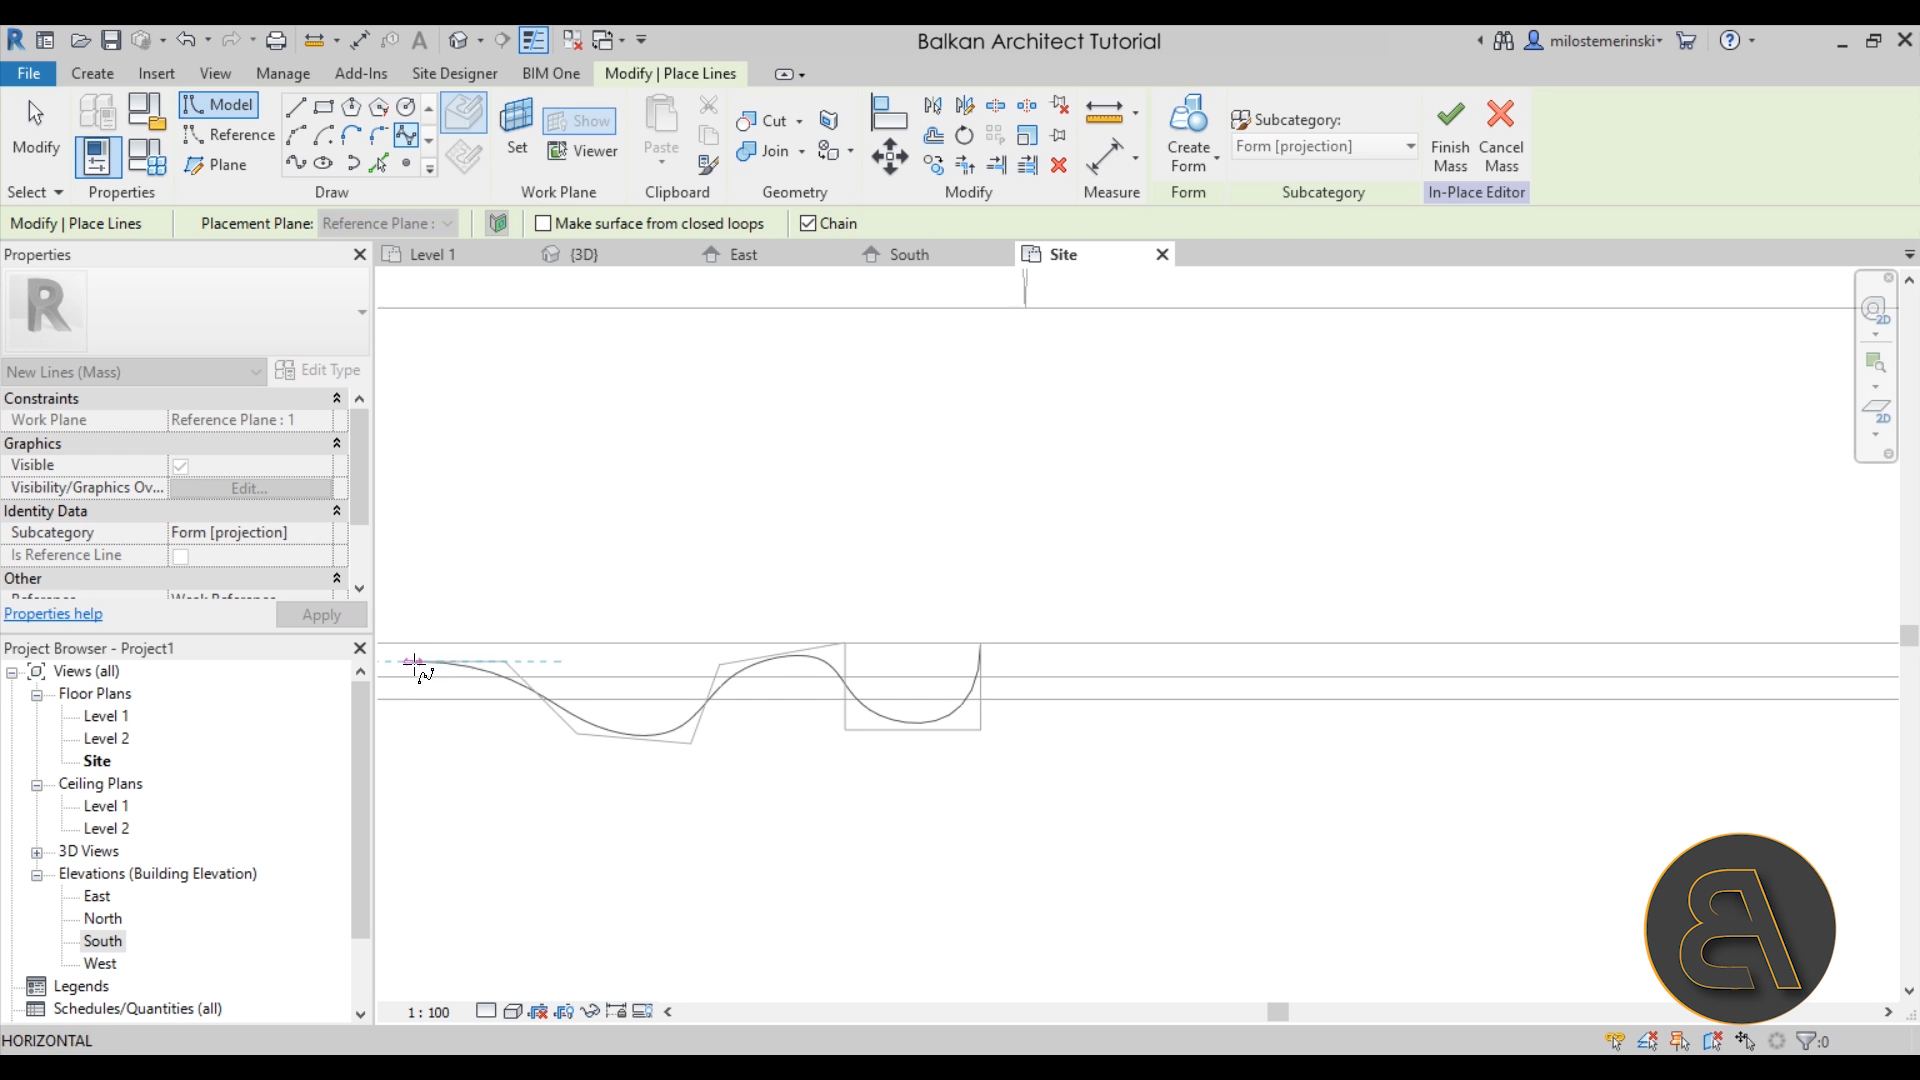 Balkan Architect Tutorial
milostemerinski
File Create Insert View Manage Add-Ins Site Designer BIM One Modify | Place Lines
Modify
Model
Reference
Plane
Set
Show
Viewer
Paste
Cut
Join
Create
Form
Subcategory:
Form [projection]
Finish
Mass
Cancel
Mass
Select Properties Draw Work Plane Clipboard Geometry Modify Measure Form Subcategory In-Place Editor
Modify | Place Lines Placement Plane: Reference Plane : Make surface from closed loops Chain
Properties
Level 1 {3D} East South Site
R
2D
2D
New Lines (Mass) Edit Type
Constraints
Work Plane Reference Plane : 1
Graphics
Visible
Visibility/Graphics Ov... Edit...
Identity Data
Subcategory Form [projection]
Is Reference Line
Other
Reference Weak Reference
Properties help Apply
Project Browser - Project1
Views (all)
Floor Plans
Level 1
Level 2
Site
Ceiling Plans
Level 1
Level 2
3D Views
Elevations (Building Elevation)
East
North
South
West
Legends
Schedules/Quantities (all)
1 : 100
HORIZONTAL
:0